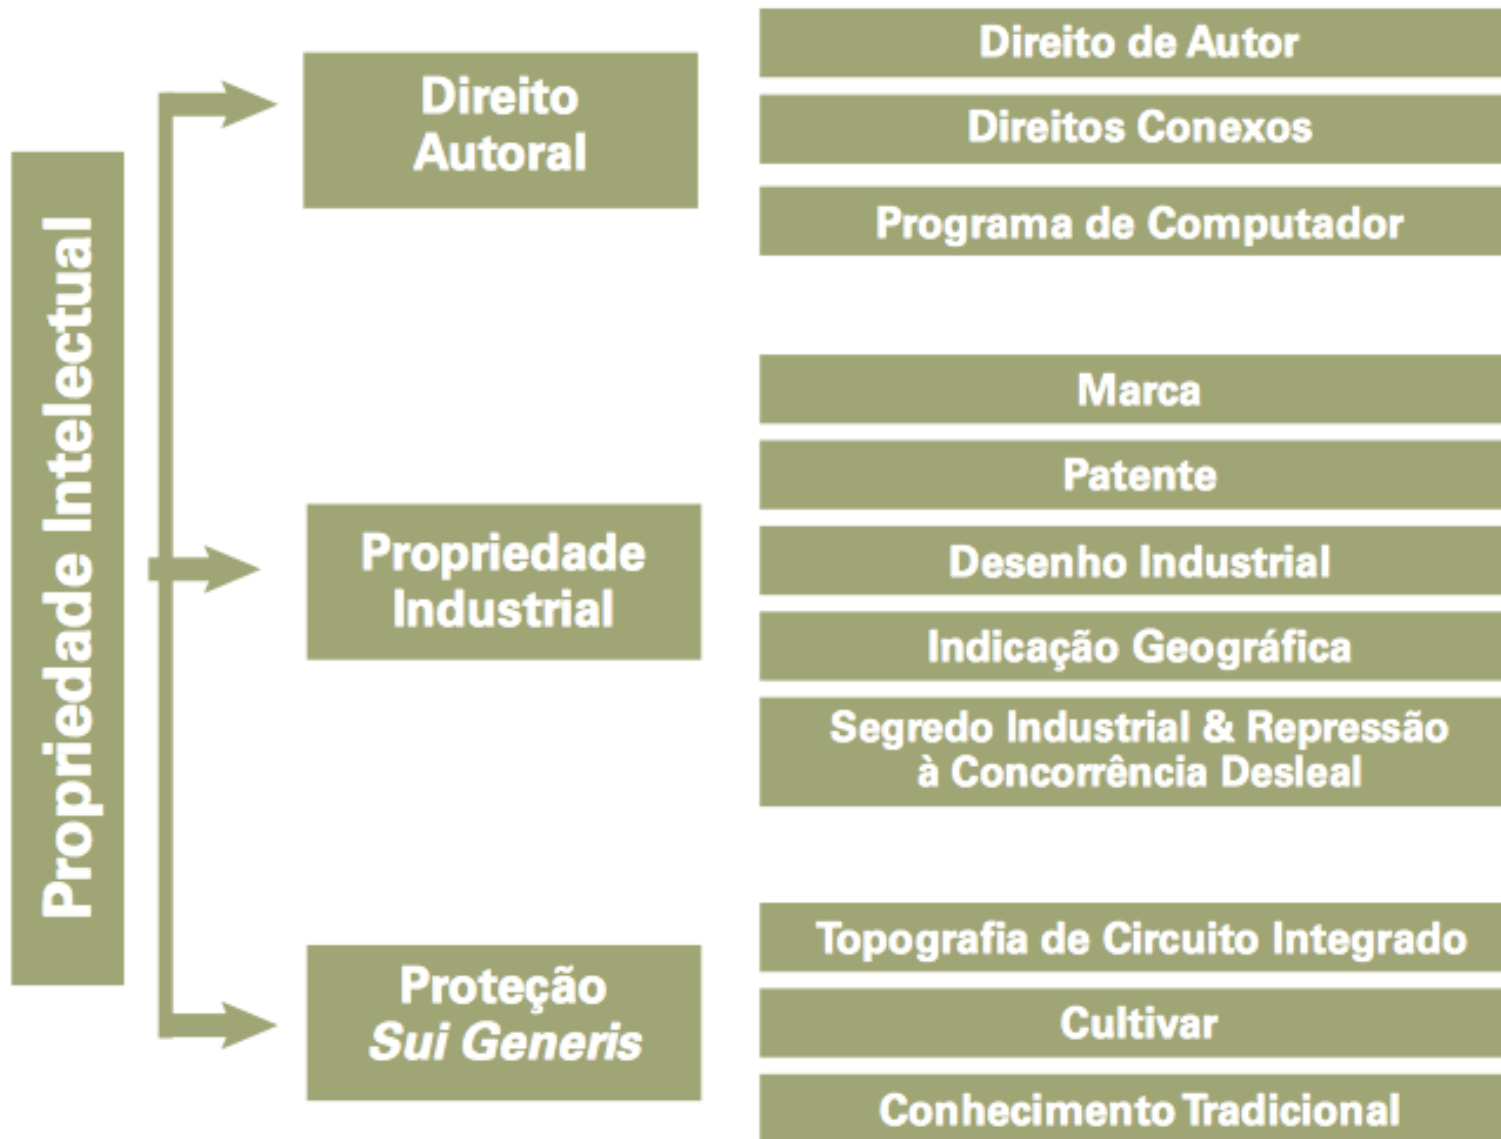 Propriedade Intelectual
Direito
Autoral
Direito de Autor
Direitos Conexos
Programa de Computador
Propriedade
Industrial
Marca
Patente
Desenho Industrial
Indicação Geográfica
Segredo Industrial & Repressão
à Concorrência Desleal
Proteção
Sui Generis
Topografia de Circuito Integrado
Cultivar
Conhecimento Tradicional